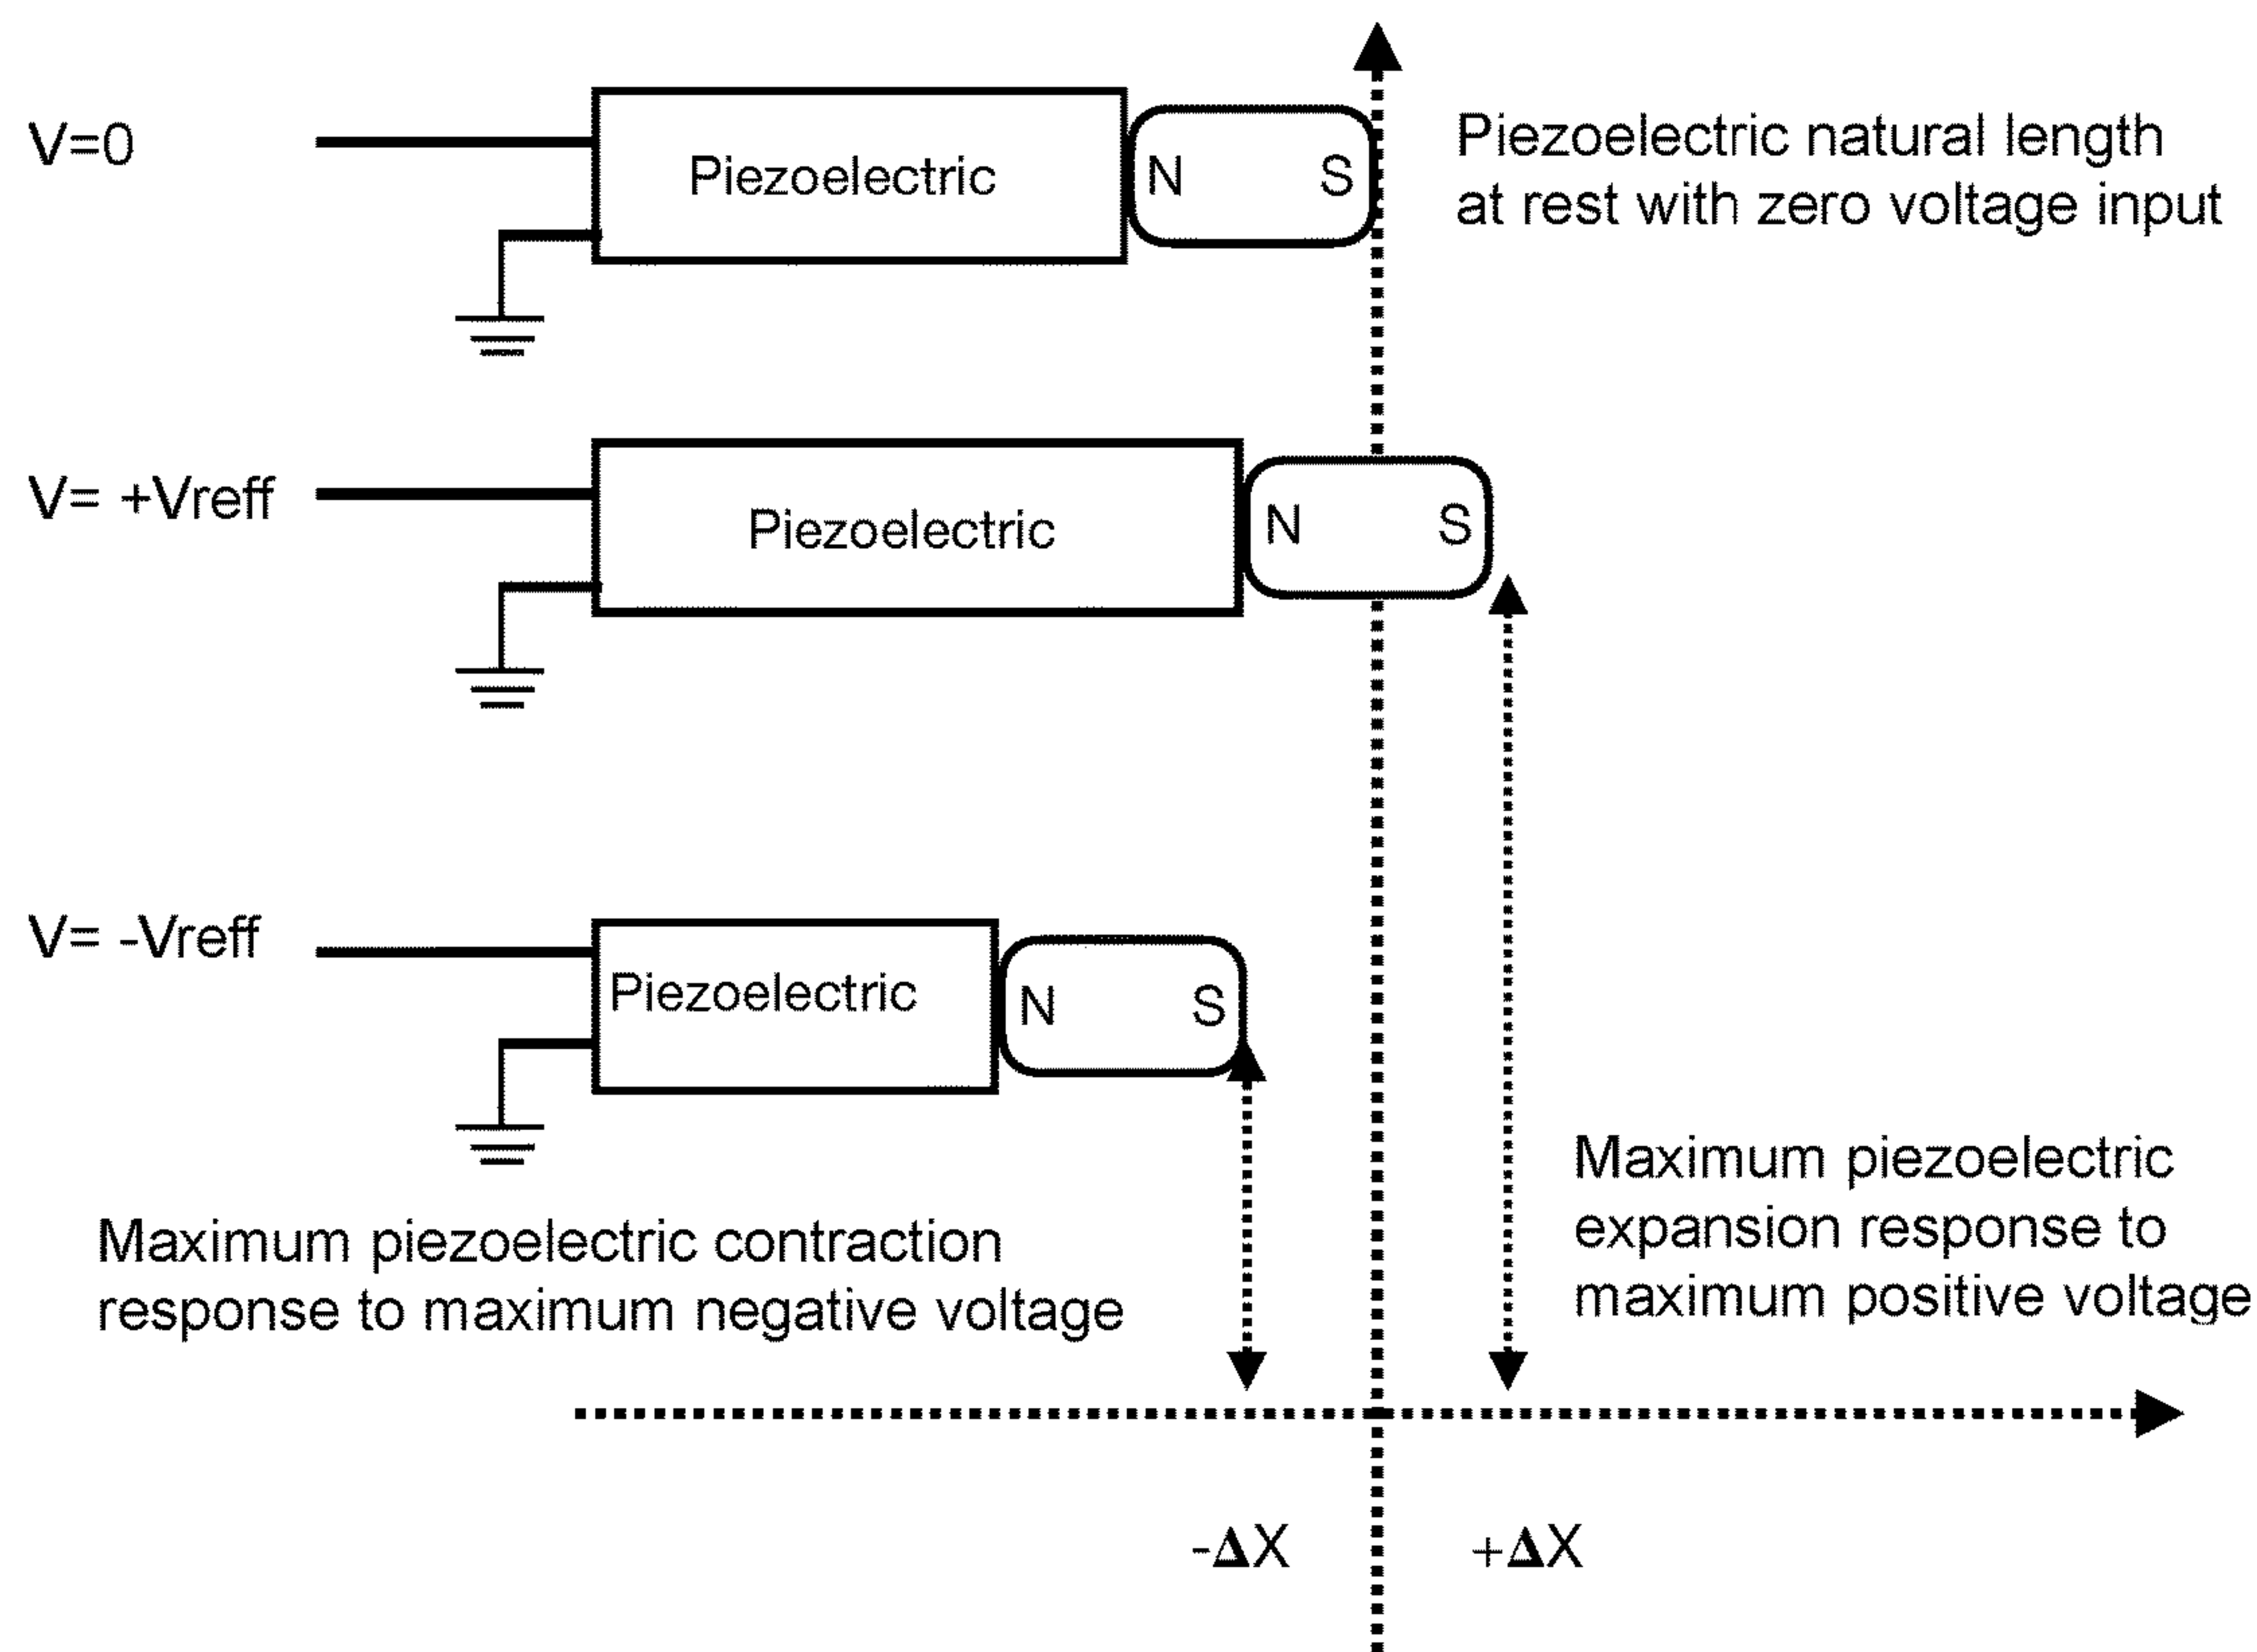 V=0
Piezoelectric
N S
Piezoelectric natural length
at rest with zero voltage input
V= +Vreff
Piezoelectric
N S
V= -Vreff
Piezoelectric
N S
Maximum piezoelectric contraction
response to maximum negative voltage
Maximum piezoelectric
expansion response to
maximum positive voltage
-ΔX
+ΔX